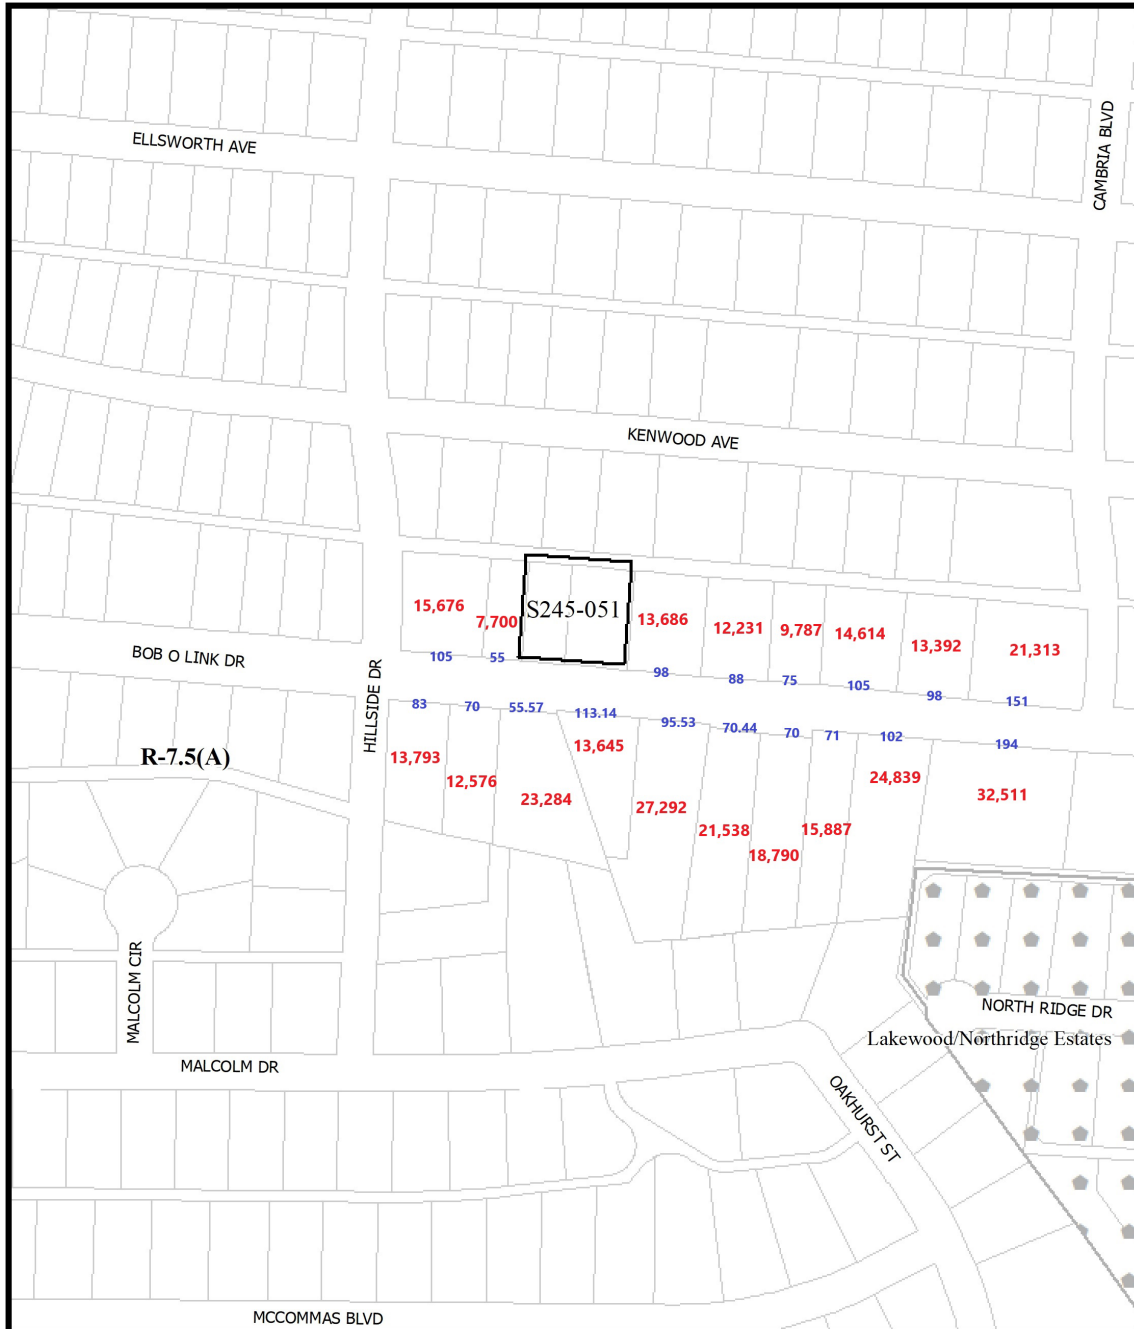 CAMBRIA BLVD
ELLSWORTH AVE
KENWOOD AVE
S245-051
15,676
7,700
13,686
12,231
9,787
14,614
13,392
21,313
BOB O LINK DR
105
55
98
88
75
105
98
151
HILLSIDE DR
83
70
55.57
113.14
95.53
70.44
70
71
102
194
R-7.5(A)
13,793
12,576
23,284
13,645
27,292
21,538
18,790
15,887
24,839
32,511
MALCOLM CIR
NORTH RIDGE DR
Lakewood/Northridge Estates
MALCOLM DR
OAKHURST ST
MCCOMMAS BLVD